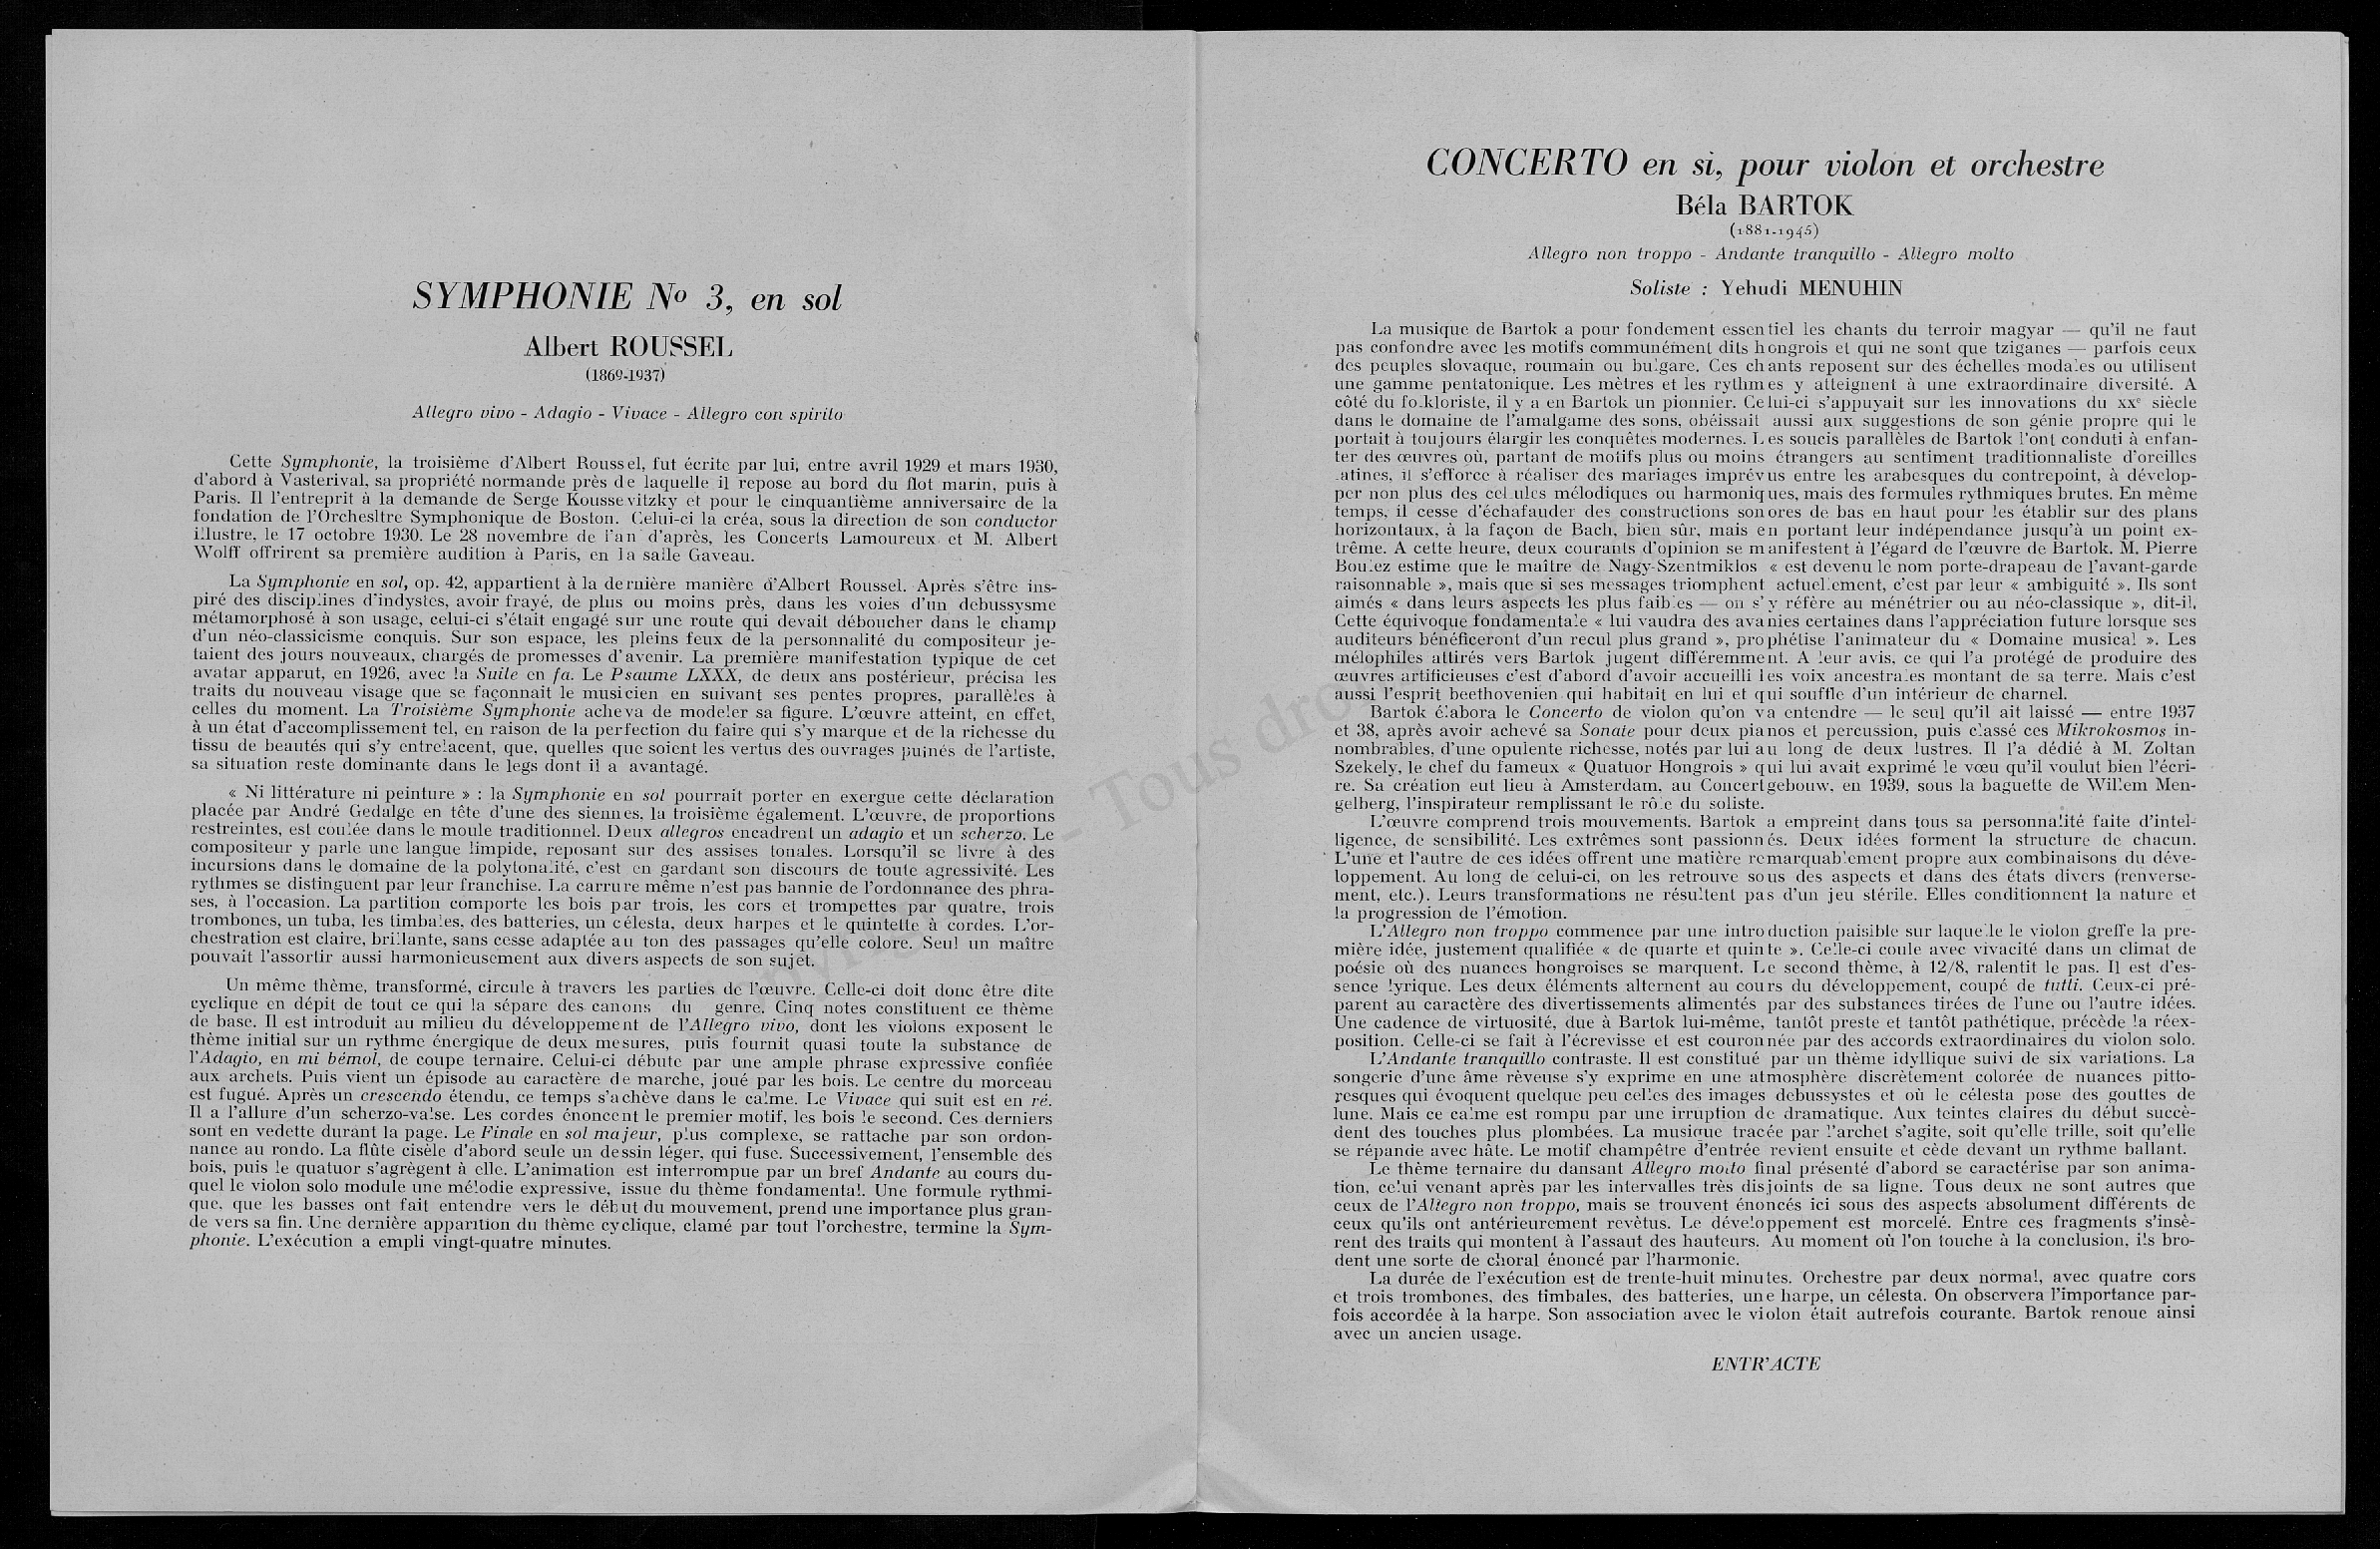 SYMPHONIE No 3, en sol
Albert ROUSSEL
(1869-1937)
Allegro vivo - Adagio - Vivace - Allegro con spirito
Cette Symphonie, la troisième d'Albert Roussel, fut écrite par lui, entre avril 1929 et mars 1930,
d'abord à Vasterival, sa propriété normande près de laquelle il repose au bord du flot marin, puis à
Paris. Il l'entreprit à la demande de Serge Koussevitzky et pour le cinquantième anniversaire de la
fondation de l'Orchesltre Symphonique de Boston. Celui-ci la créa, sous la direction de son conductor
illustre, le 17 octobre 1930. Le 28 novembre de l'an d'après, les Concerts Lamoureux et M. Albert
Wolff offrirent sa première audition à Paris, en la salle Gaveau.
La Symphonie en sol, op. 42, appartient à la dernière manière d'Albert Roussel. Après s'être ins-
piré des disciplines d'indystes, avoir frayé, de plus ou moins près, dans les voies d'un debussysme
métamorphosé à son usage, celui-ci s'était engagé sur une route qui devait déboucher dans le champ
d'un néo-classicisme conquis. Sur son espace, les pleins feux de la personnalité du compositeur je-
taient des jours nouveaux, chargés de promesses d'avenir. La première manifestation typique de cet
avatar apparut, en 1926, avec la Suite en fa. Le Psaume LXXX, de deux ans postérieur, précisa les
traits du nouveau visage que se façonnait le musicien en suivant ses pentes propres, parallèles à
celles du moment. La Troisième Symphonie acheva de modeler sa figure. L'œuvre atteint, en effet,
à un état d'accomplissement tel, en raison de la perfection du faire qui s'y marque et de la richesse du
tissu de beautés qui s'y entrelacent, que, quelles que soient les vertus des ouvrages puînés de l'artiste,
sa situation reste dominante dans le legs dont il a avantagé.
« Ni littérature ni peinture » : la Symphonie en sol pourrait porter en exergue cette déclaration
placée par André Gedalge en tête d'une des siennes, la troisième également. L'œuvre, de proportions
restreintes, est coulée dans le moule traditionnel. Deux allegros encadrent un adagio et un scherzo. Le
compositeur y parle une langue limpide, reposant sur des assises tonales. Lorsqu'il se livre à des
incursions dans le domaine de la polytonalité, c'est en gardant son discours de toute agressivité. Les
rythmes se distinguent par leur franchise. La carrure même n'est pas bannie de l'ordonnance des phra-
ses, à l'occasion. La partition comporte les bois par trois, les cors et trompettes par quatre, trois
trombones, un tuba, les timbales, des batteries, un célesta, deux harpes et le quintette à cordes. L'or-
chestration est claire, brillante, sans cesse adaptée au ton des passages qu'elle colore. Seul un maître
pouvait l'assortir aussi harmonieusement aux divers aspects de son sujet.
Un même thème, transformé, circule à travers les parties de l'œuvre. Celle-ci doit donc être dite
cyclique en dépit de tout ce qui la sépare des canons du genre. Cinq notes constituent ce thème
de base. Il est introduit au milieu du développement de l'Allegro vivo, dont les violons exposent le
thème initial sur un rythme énergique de deux mesures, puis fournit quasi toute la substance de
l'Adagio, en mi bémol, de coupe ternaire. Celui-ci débute par une ample phrase expressive confiée
aux archets. Puis vient un épisode au caractère de marche, joué par les bois. Le centre du morceau
est fugué. Après un crescendo étendu, ce temps s'achève dans le calme. Le Vivace qui suit est en ré.
Il a l'allure d'un scherzo-valse. Les cordes énoncent le premier motif, les bois le second. Ces derniers
sont en vedette durant la page. Le Finale en sol majeur, plus complexe, se rattache par son ordon-
nance au rondo. La flûte cisèle d'abord seule un dessin léger, qui fuse. Successivement, l'ensemble des
bois, puis le quatuor s'agrègent à elle. L'animation est interrompue par un bref Andante au cours du-
quel le violon solo module une mélodie expressive, issue du thème fondamental. Une formule rythmi-
que, que les basses ont fait entendre vers le début du mouvement, prend une importance plus gran-
de vers sa fin. Une dernière apparition du thème cyclique, clamé par tout l'orchestre, termine la Sym-
phonie. L'exécution a empli vingt-quatre minutes.
CONCERTO en si, pour violon et orchestre
Béla BARTOK
(1881-1945)
Allegro non troppo - Andante tranquillo - Allegro molto
Soliste : Yehudi MENUHIN
La musique de Bartok a pour fondement essentiel les chants du terroir magyar — qu'il ne faut
pas confondre avec les motifs communément dits hongrois et qui ne sont que tziganes — parfois ceux
des peuples slovaque, roumain ou bulgare. Ces chants reposent sur des échelles modales ou utilisent
une gamme pentatonique. Les mètres et les rythmes y atteignent à une extraordinaire diversité. A
côté du folkloriste, il y a en Bartok un pionnier. Celui-ci s'appuyait sur les innovations du XXe siècle
dans le domaine de l'amalgame des sons, obéissait aussi aux suggestions de son génie propre qui le
portait à toujours élargir les conquêtes modernes. Les soucis parallèles de Bartok l'ont conduti à enfan-
ter des œuvres où, partant de motifs plus ou moins étrangers au sentiment traditionnaliste d'oreilles
latines, il s'efforce à réaliser des mariages imprévus entre les arabesques du contrepoint, à dévelop-
per non plus des cellules mélodiques ou harmoniques, mais des formules rythmiques brutes. En même
temps, il cesse d'échafauder des constructions sonores de bas en haut pour les établir sur des plans
horizontaux, à la façon de Bach, bien sûr, mais en portant leur indépendance jusqu'à un point ex-
trême. A cette heure, deux courants d'opinion se manifestent à l'égard de l'œuvre de Bartok. M. Pierre
Boulez estime que le maître de Nagy-Szentmiklos « est devenu le nom porte-drapeau de l'avant-garde
raisonnable », mais que si ses messages triomphent actuellement, c'est par leur « ambiguité ». Ils sont
aimés « dans leurs aspects les plus faibles — on s'y réfère au ménétrier ou au néo-classique », dit-il,
Cette équivoque fondamentale « lui vaudra des avanies certaines dans l'appréciation future lorsque ses
auditeurs bénéficeront d'un recul plus grand », prophétise l'animateur du « Domaine musical ». Les
mélophiles attirés vers Bartok jugent différemment. A leur avis, ce qui l'a protégé de produire des
œuvres artificieuses c'est d'abord d'avoir accueilli les voix ancestrales montant de sa terre. Mais c'est
aussi l'esprit beethovenien qui habitait en lui et qui souffle d'un intérieur de charnel.
Bartok élabora le Concerto de violon qu'on va entendre — le seul qu'il ait laissé — entre 1937
et 38, après avoir achevé sa Sonate pour deux pianos et percussion, puis classé ces Mikrokosmos in-
nombrables, d'une opulente richesse, notés par lui au long de deux lustres. Il l'a dédié à M. Zoltan
Szekely, le chef du fameux « Quatuor Hongrois » qui lui avait exprimé le vœu qu'il voulut bien l'écri-
re. Sa création eut lieu à Amsterdam, au Concertgebouw, en 1939, sous la baguette de Willem Men-
gelberg, l'inspirateur remplissant le rôle du soliste.
L'œuvre comprend trois mouvements. Bartok a empreint dans tous sa personnalité faite d'intel-
ligence, de sensibilité. Les extrêmes sont passionnés. Deux idées forment la structure de chacun.
L'une et l'autre de ces idées offrent une matière remarquablement propre aux combinaisons du déve-
loppement. Au long de celui-ci, on les retrouve sous des aspects et dans des états divers (renverse-
ment, etc.). Leurs transformations ne résultent pas d'un jeu stérile. Elles conditionnent la nature et
la progression de l'émotion.
L'Allegro non troppo commence par une introduction paisible sur laquelle le violon greffe la pre-
mière idée, justement qualifiée « de quarte et quinte ». Celle-ci coule avec vivacité dans un climat de
poésie où des nuances hongroises se marquent. Le second thème, à 12/8, ralentit le pas. Il est d'es-
sence lyrique. Les deux éléments alternent au cours du développement, coupé de tutti. Ceux-ci pré-
parent au caractère des divertissements alimentés par des substances tirées de l'une ou l'autre idées.
Une cadence de virtuosité, due à Bartok lui-même, tantôt preste et tantôt pathétique, précède la réex-
position. Celle-ci se fait à l'écrevisse et est couronnée par des accords extraordinaires du violon solo.
L'Andante tranquillo contraste. Il est constitué par un thème idyllique suivi de six variations. La
songerie d'une âme rêveuse s'y exprime en une atmosphère discrètement colorée de nuances pitto-
resques qui évoquent quelque peu celles des images debussystes et où le célesta pose des gouttes de
lune. Mais ce calme est rompu par une irruption de dramatique. Aux teintes claires du début succè-
dent des touches plus plombées. La musique tracée par l'archet s'agite, soit qu'elle trille, soit qu'elle
se répande avec hâte. Le motif champêtre d'entrée revient ensuite et cède devant un rythme ballant.
Le thème ternaire du dansant Allegro molto final présenté d'abord se caractérise par son anima-
tion, celui venant après par les intervalles très disjoints de sa ligne. Tous deux ne sont autres que
ceux de l'Allegro non troppo, mais se trouvent énoncés ici sous des aspects absolument différents de
ceux qu'ils ont antérieurement revêtus. Le développement est morcelé. Entre ces fragments s'insè-
rent des traits qui montent à l'assaut des hauteurs. Au moment où l'on touche à la conclusion, ils bro-
dent une sorte de choral énoncé par l'harmonie.
La durée de l'exécution est de trente-huit minutes. Orchestre par deux normal, avec quatre cors
et trois trombones, des timbales, des batteries, une harpe, un célesta. On observera l'importance par-
fois accordée à la harpe. Son association avec le violon était autrefois courante. Bartok renoue ainsi
avec un ancien usage.
ENTR'ACTE